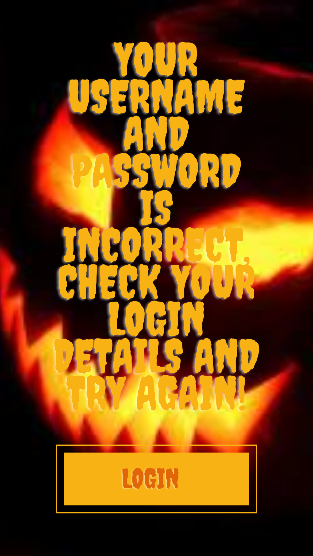 YOUR
USERNAME
AND
PASSWORD
IS
INCORRECT,
CHECK YOUR
LOGIN
DETAILS AND
TRY AGAIN!
LOGIN